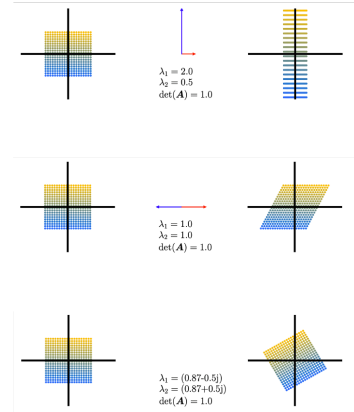 λ₁ = 2.0
λ₂ = 0.5
det(A) = 1.0
λ₁ = 1.0
λ₂ = 1.0
det(A) = 1.0
λ₁ = (0.87-0.5j)
λ₂ = (0.87+0.5j)
det(A) = 1.0